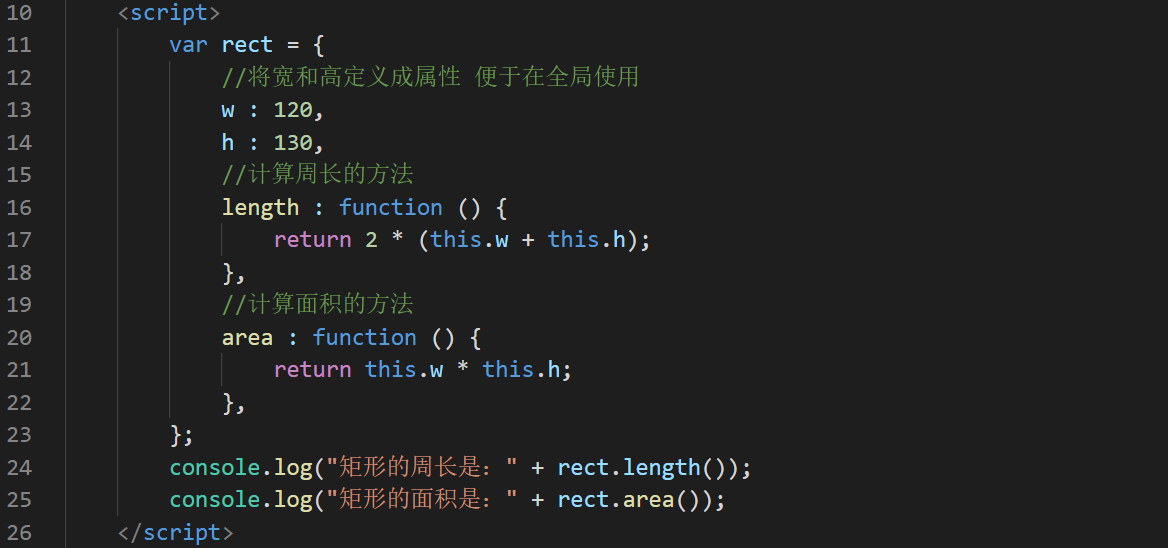 10 <script>
11 var rect = {
12 //将宽和高定义成属性 便于在全局使用
13 w : 120,
14 h : 130,
15 //计算周长的方法
16 length : function () {
17 return 2 * (this.w + this.h);
18 },
19 //计算面积的方法
20 area : function () {
21 return this.w * this.h;
22 },
23 };
24 console.log("矩形的周长是：" + rect.length());
25 console.log("矩形的面积是：" + rect.area());
26 </script>